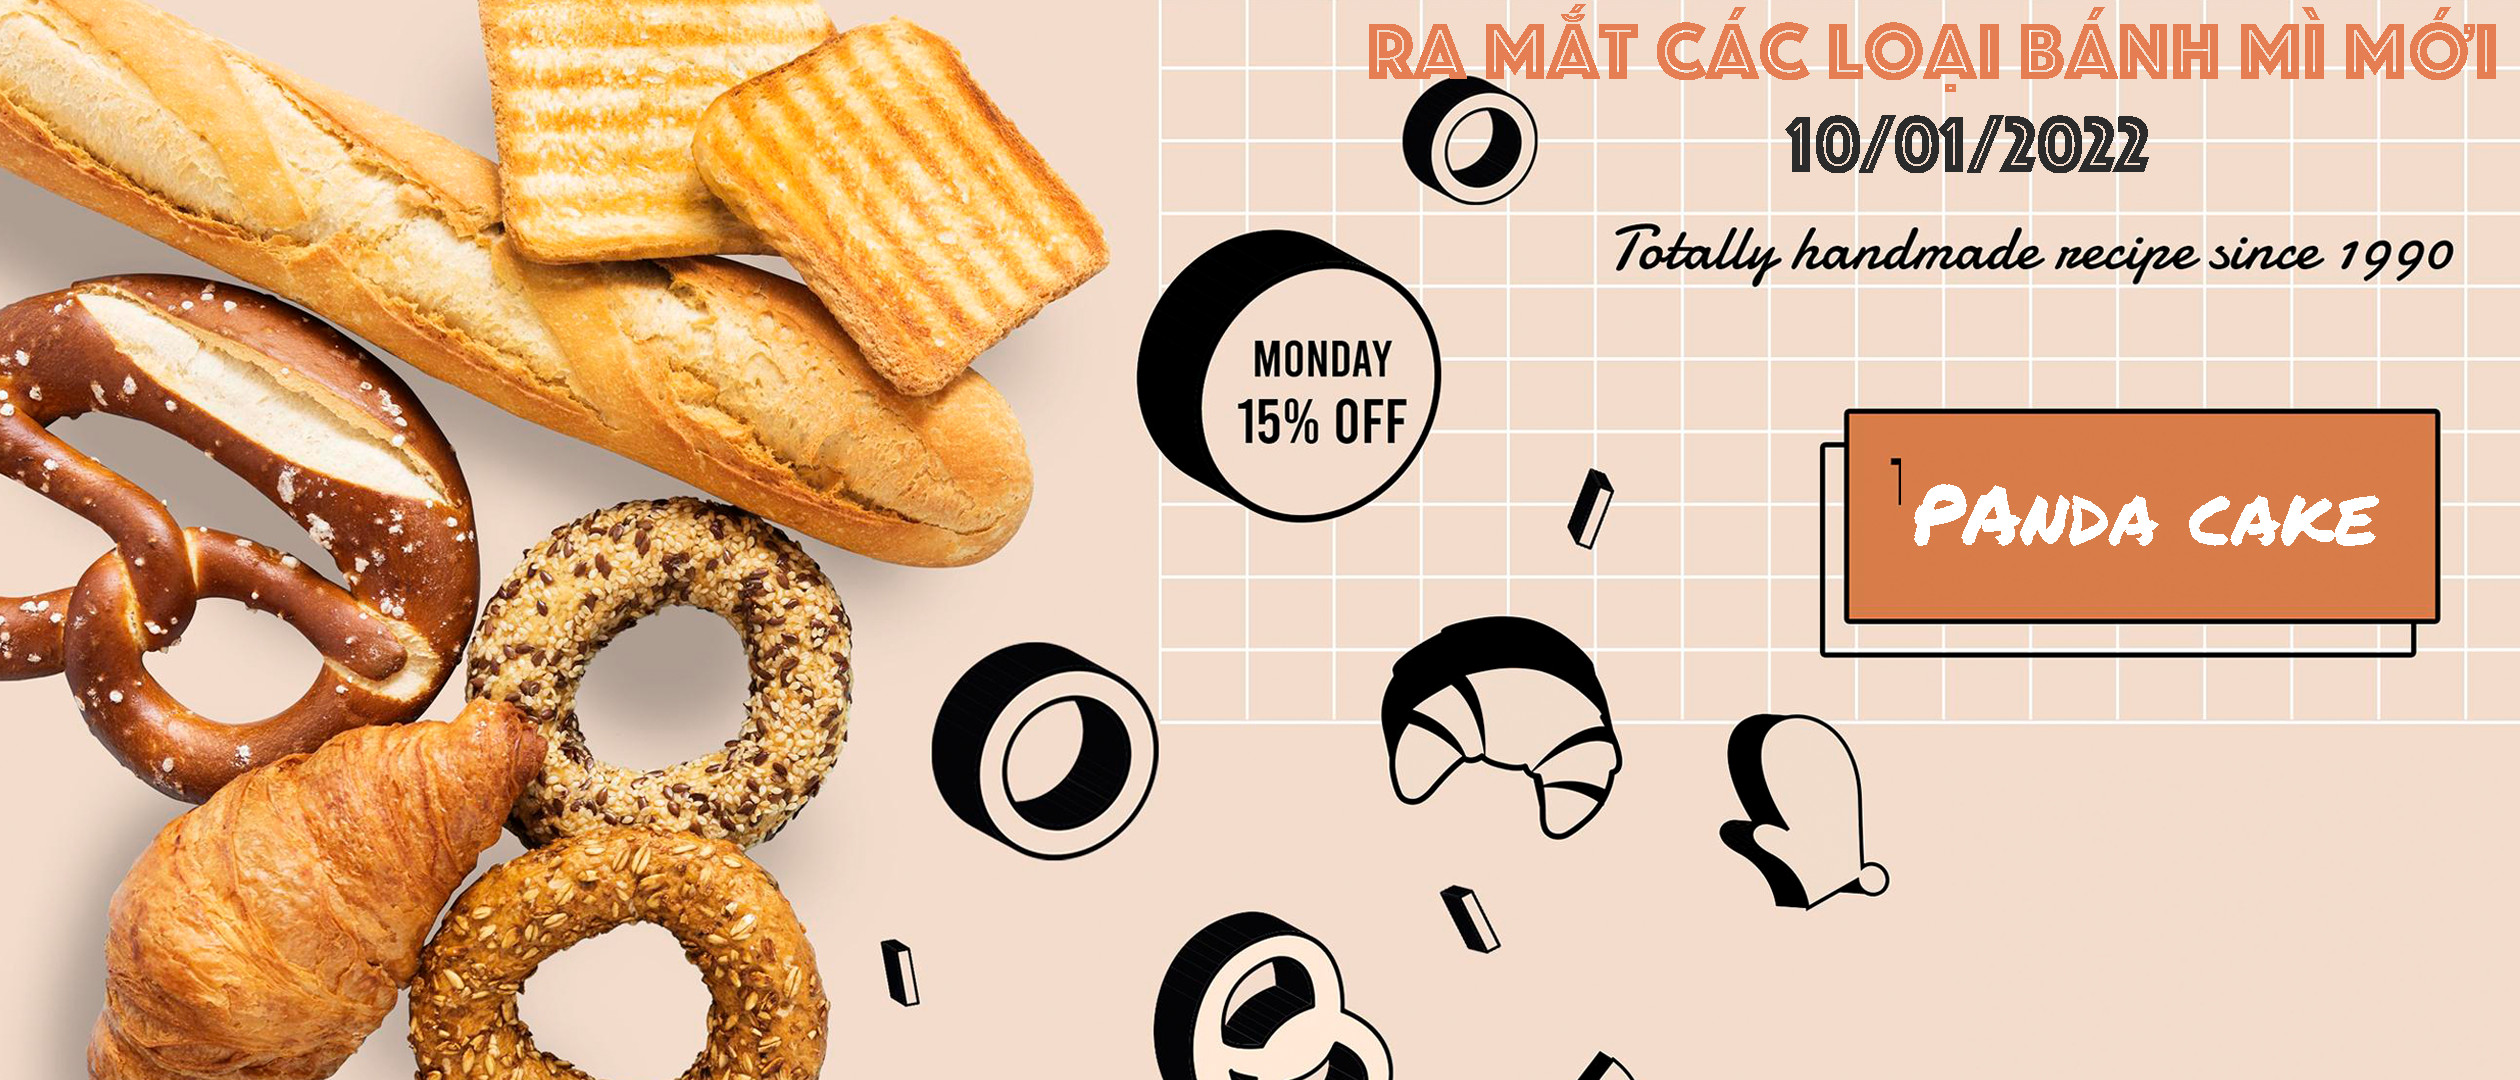 RA MẮT CÁC LOẠI BÁNH MÌ MỚI
10/01/2022
Totally handmade recipe since 1990
MONDAY
15% OFF
PANDA CAKE